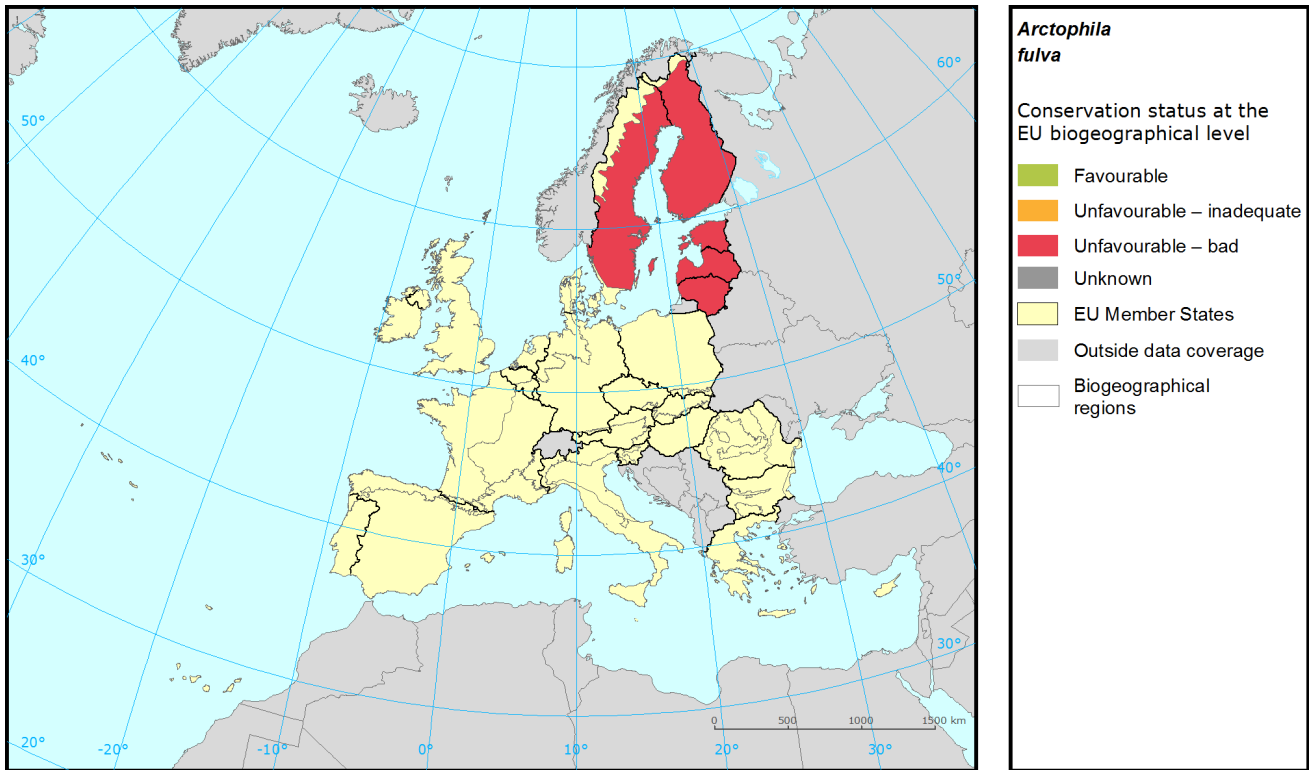 60°
50°
50°
40°
40°
30°
30°
20°
-20°
-10°
0°
10°
20°
30°
0 500 1000 1500 km
Arctophila
fulva
Conservation status at the
EU biogeographical level
Favourable
Unfavourable – inadequate
Unfavourable – bad
Unknown
EU Member States
Outside data coverage
Biogeographical
regions